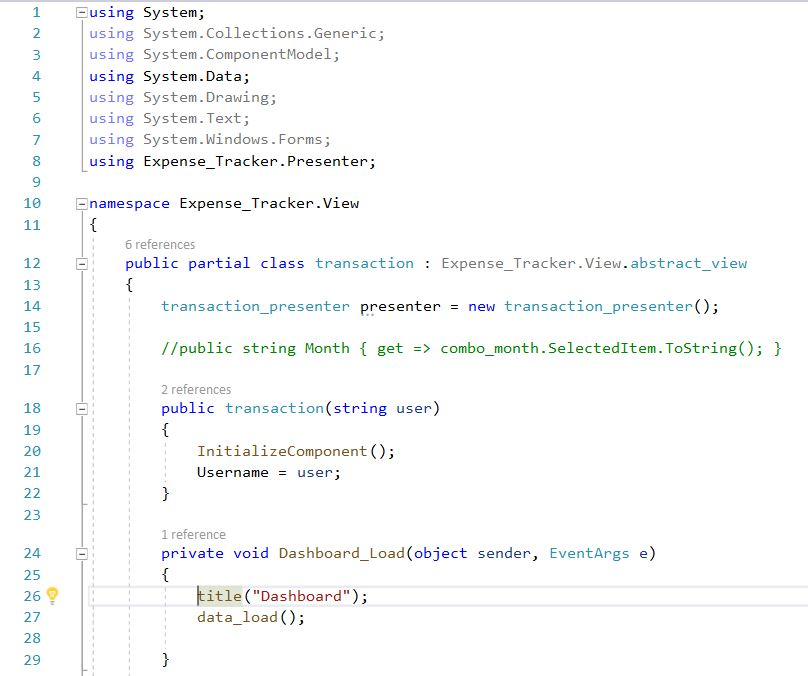 1 using System;
2 using System.Collections.Generic;
3 using System.ComponentModel;
4 using System.Data;
5 using System.Drawing;
6 using System.Text;
7 using System.Windows.Forms;
8 using Expense_Tracker.Presenter;
9
10 namespace Expense_Tracker.View
11 {
6 references
12 public partial class transaction : Expense_Tracker.View.abstract_view
13 {
14 transaction_presenter presenter = new transaction_presenter();
15
16 //public string Month { get => combo_month.SelectedItem.ToString(); }
17
2 references
18 public transaction(string user)
19 {
20 InitializeComponent();
21 Username = user;
22 }
23
1 reference
24 private void Dashboard_Load(object sender, EventArgs e)
25 {
26 title("Dashboard");
27 data_load();
28
29 }